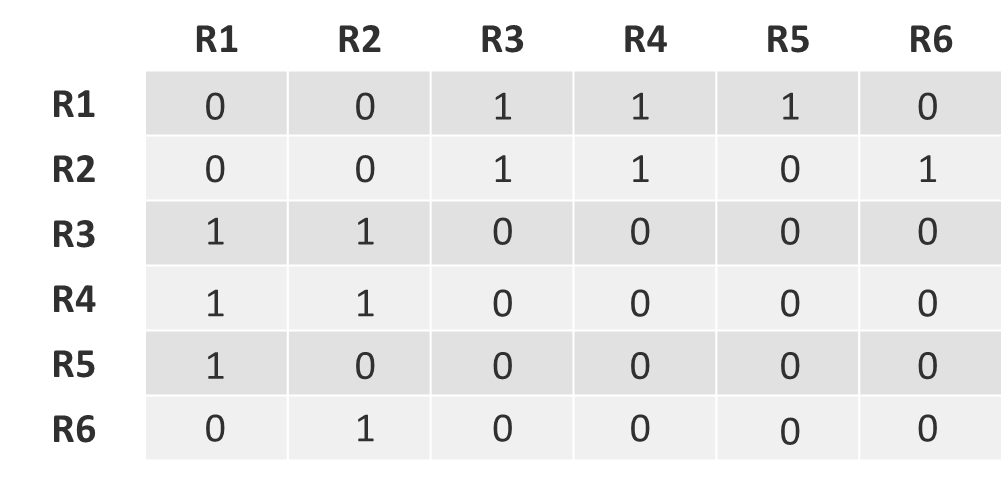 R1 R2 R3 R4 R5 R6
R1 0 0 1 1 1 0
R2 0 0 1 1 0 1
R3 1 1 0 0 0 0
R4 1 1 0 0 0 0
R5 1 0 0 0 0 0
R6 0 1 0 0 0 0